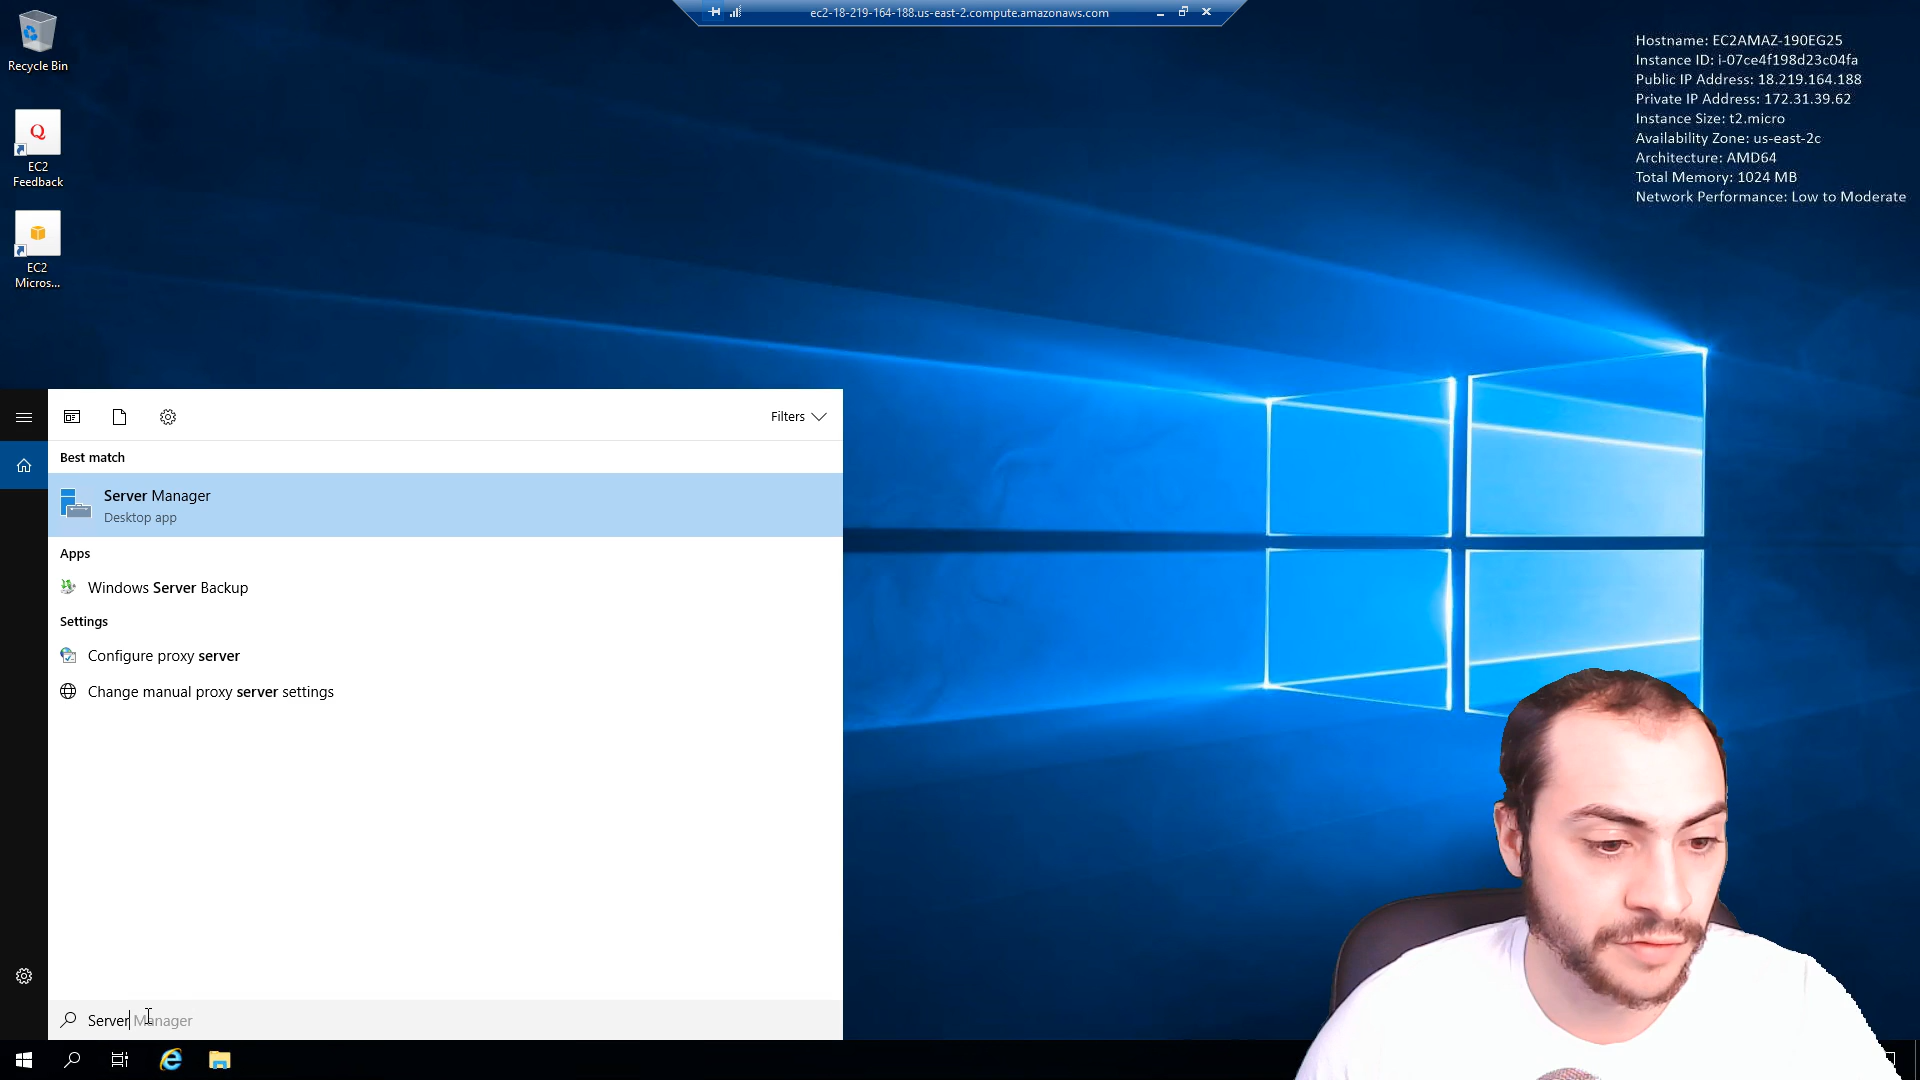 ec2-18-219-164-188.us-east-2.compute.amazonaws.com
Recycle Bin
EC2
Feedback
EC2
Micros...
Hostname: EC2AMAZ-190EG25
Instance ID: i-07ce4f198d23c04fa
Public IP Address: 18.219.164.188
Private IP Address: 172.31.39.62
Instance Size: t2.micro
Availability Zone: us-east-2c
Architecture: AMD64
Total Memory: 1024 MB
Network Performance: Low to Moderate
Filters
Best match
Server Manager
Desktop app
Apps
Windows Server Backup
Settings
Configure proxy server
Change manual proxy server settings
Server Manager